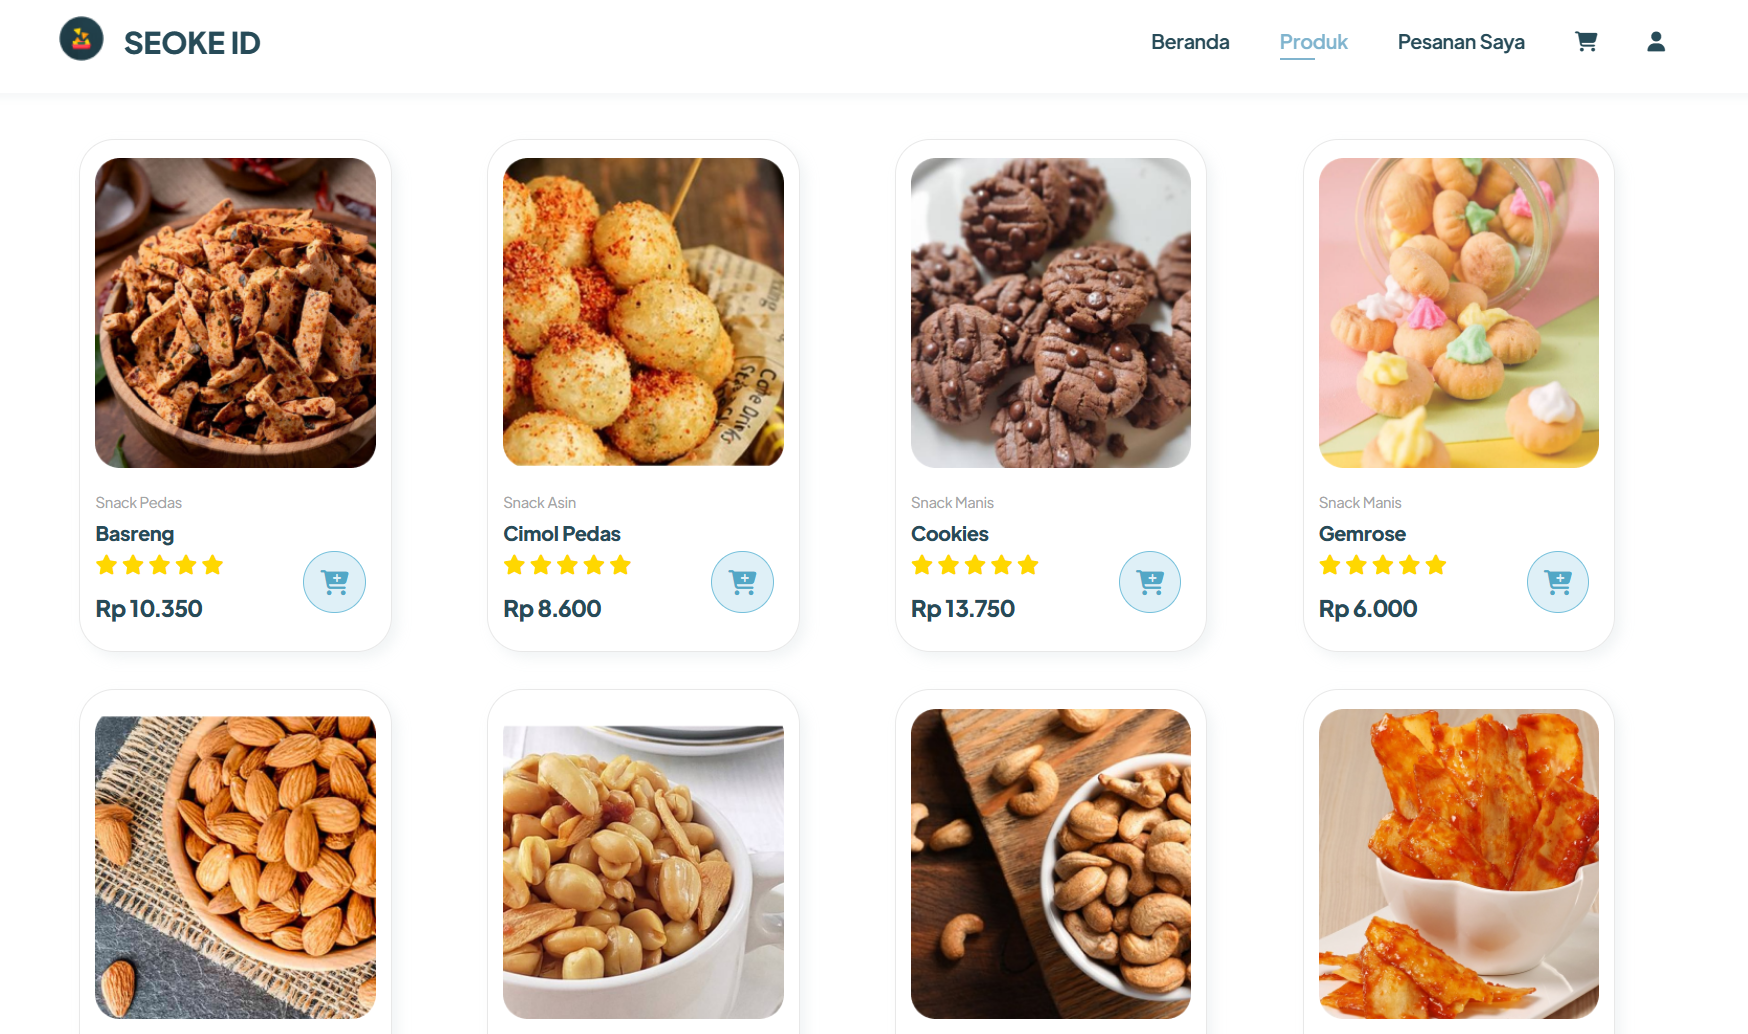 SEOKE ID
Beranda
Produk
Pesanan Saya
Snack Pedas
Basreng
Rp 10.350
Snack Asin
Cimol Pedas
Rp 8.600
Snack Manis
Cookies
Rp 13.750
Snack Manis
Gemrose
Rp 6.000